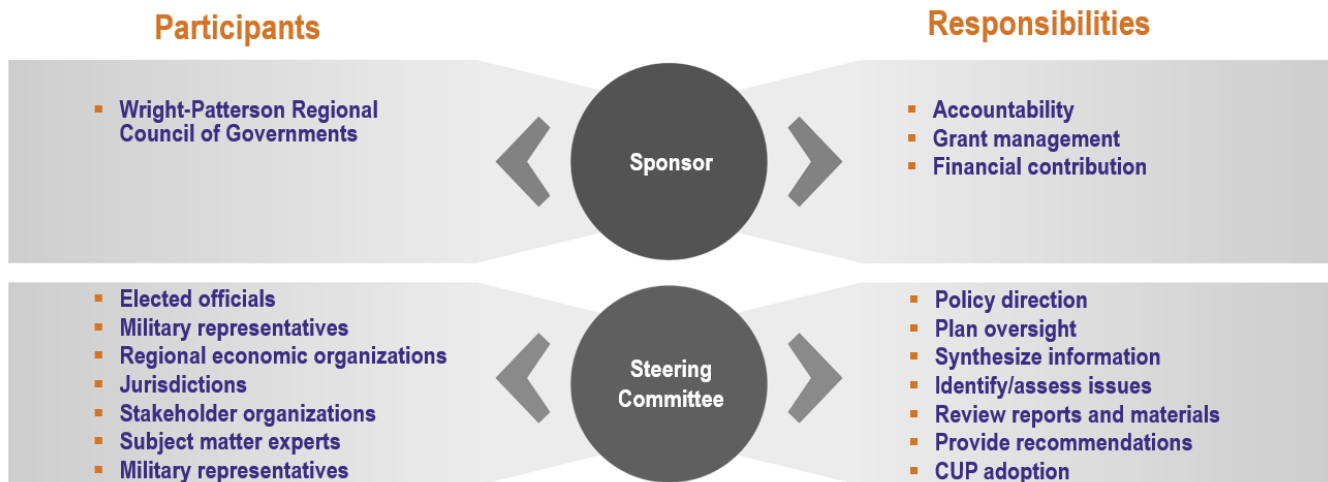 Participants
Responsibilities
▪ Wright-Patterson Regional
Council of Governments
Sponsor
▪ Accountability
▪ Grant management
▪ Financial contribution
▪ Elected officials
▪ Military representatives
▪ Regional economic organizations
▪ Jurisdictions
▪ Stakeholder organizations
▪ Subject matter experts
▪ Military representatives
Steering
Committee
▪ Policy direction
▪ Plan oversight
▪ Synthesize information
▪ Identify/assess issues
▪ Review reports and materials
▪ Provide recommendations
▪ CUP adoption